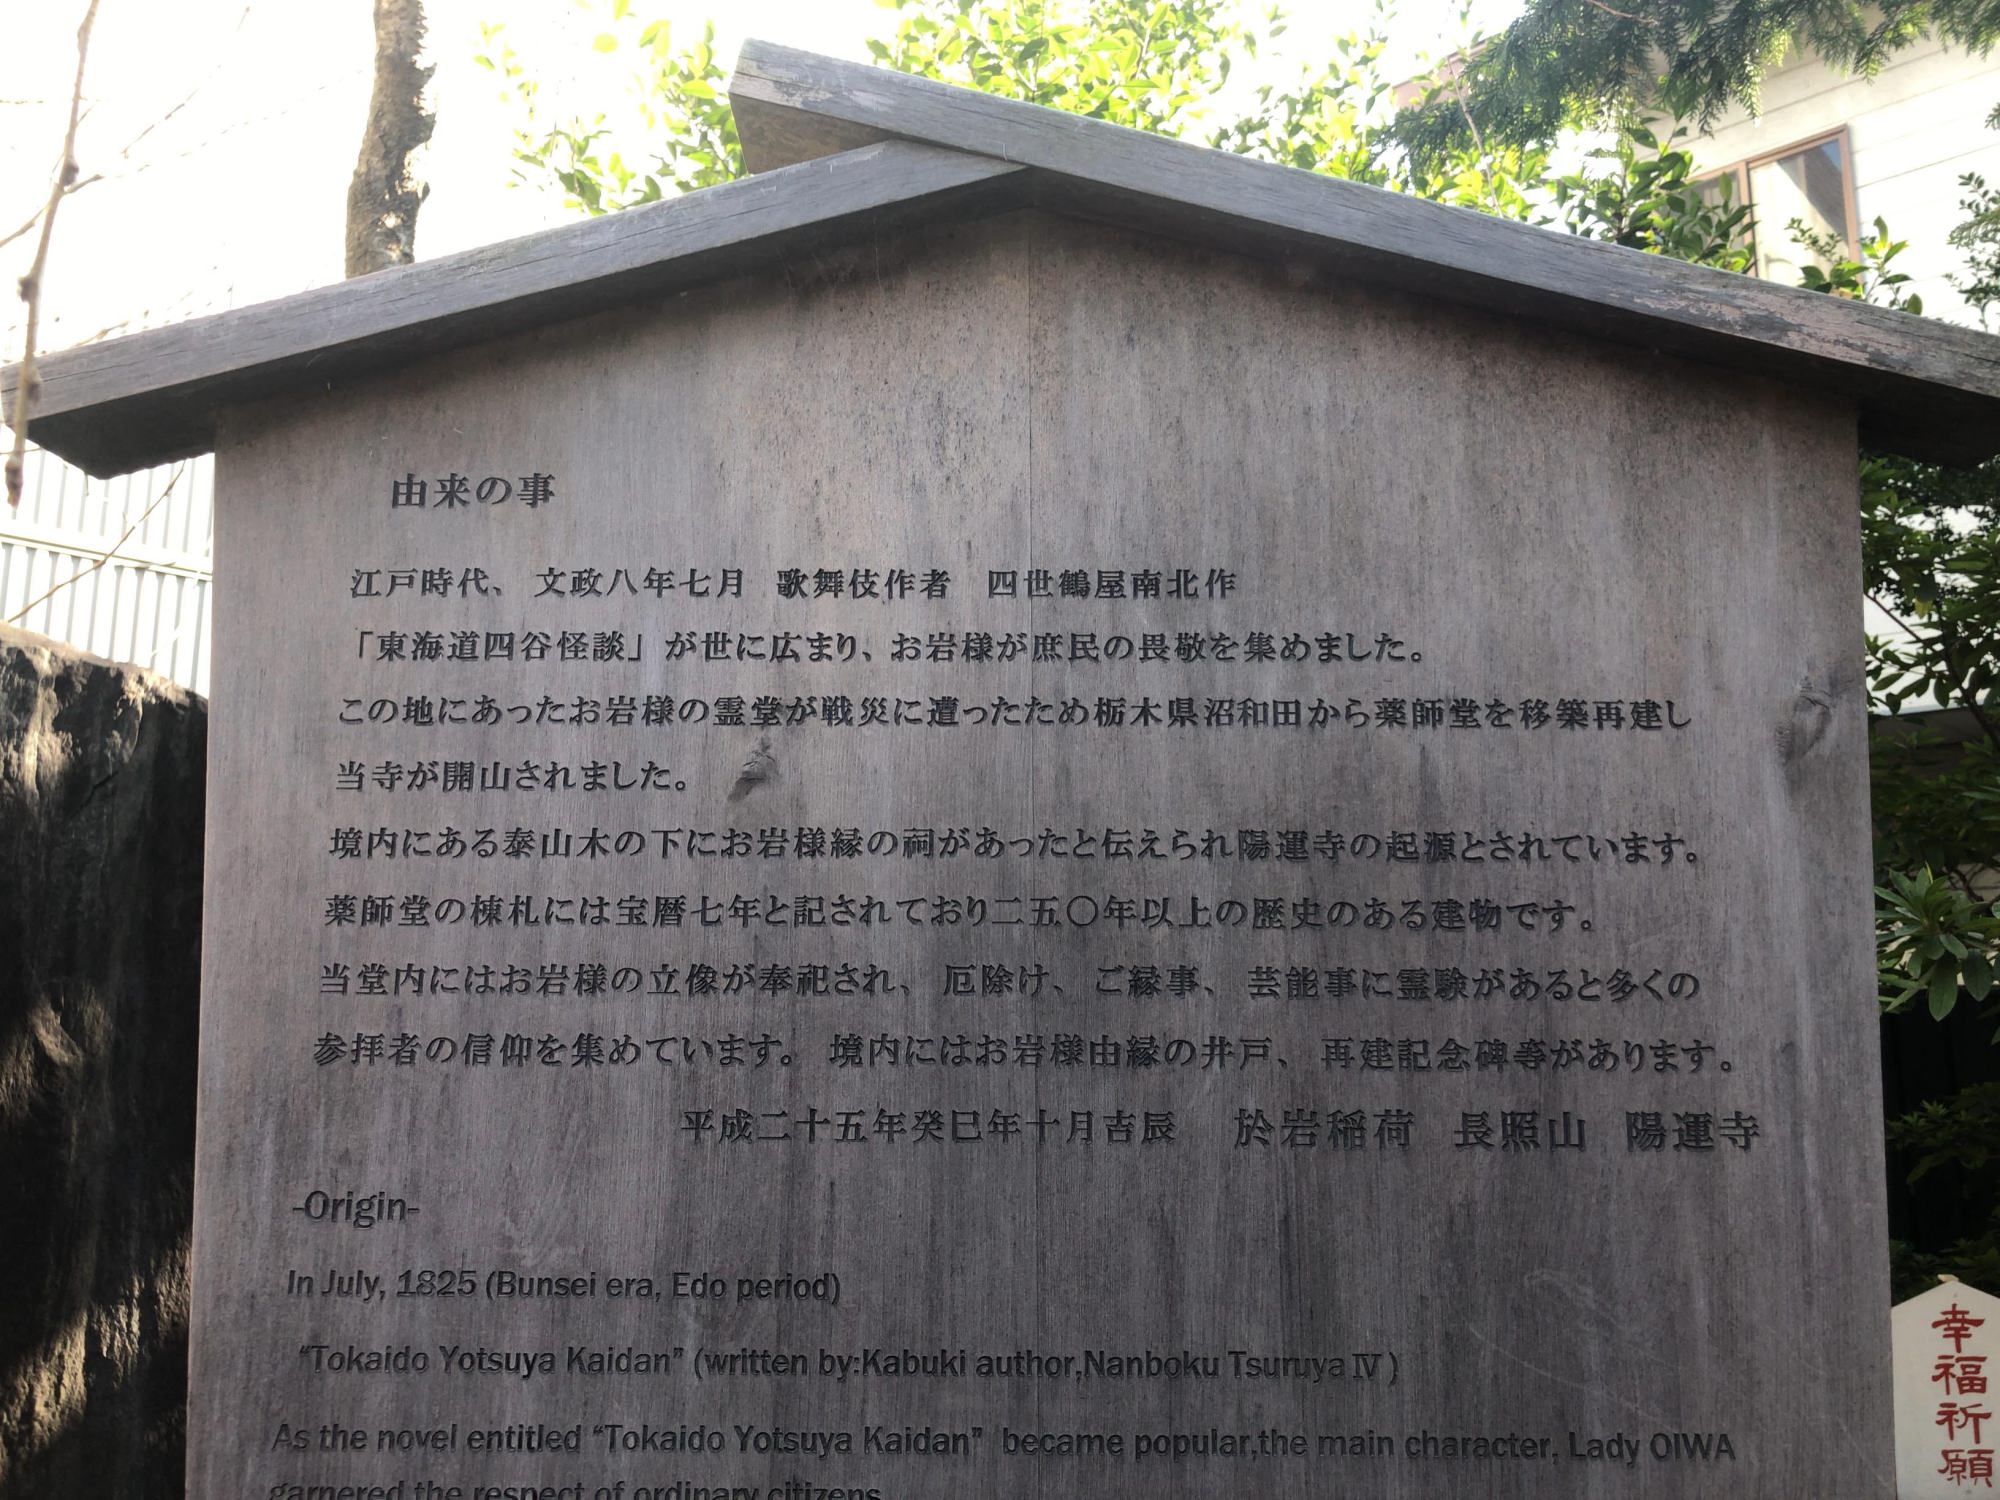 由来の事
江戸時代、文政八年七月 歌舞伎作者 四世鶴屋南北作
「東海道四谷怪談」が世に広まり、お岩様が庶民の畏敬を集めました。
この地にあったお岩様の霊堂が戦災に遭ったため栃木県沼和田から薬師堂を移築再建し
当寺が開山されました。
境内にある泰山木の下にお岩様縁の祠があったと伝えられ陽運寺の起源とされています。
薬師堂の棟札には宝暦七年と記されており二五〇年以上の歴史のある建物です。
当堂内にはお岩様の立像が奉祀され、厄除け、ご縁事、芸能事に霊験があると多くの
参拝者の信仰を集めています。境内にはお岩様由縁の井戸、再建記念碑等があります。
平成二十五年癸巳年十月吉辰 於岩稲荷 長照山 陽運寺
-Origin-
In July, 1825 (Bunsei era, Edo period)
“Tokaido Yotsuya Kaidan” (written by:Kabuki author,Nanboku Tsuruya Ⅳ )
As the novel entitled “Tokaido Yotsuya Kaidan” became popular,the main character, Lady OIWA
garnered the respect of ordinary citizens
幸福祈願